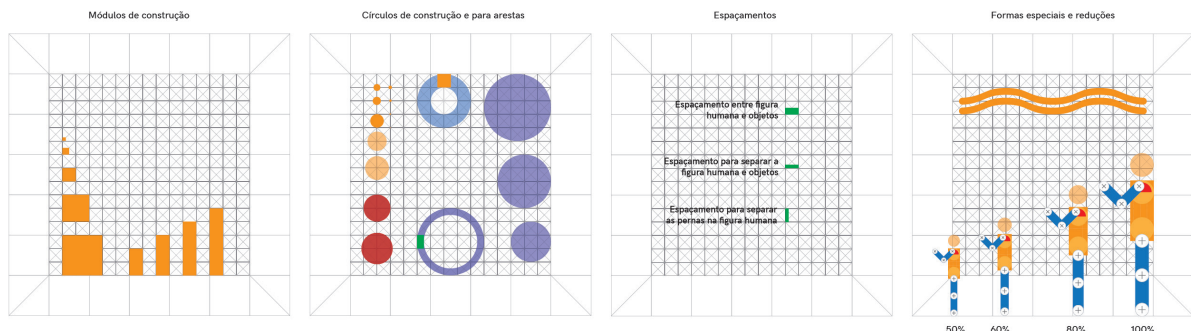 Módulos de construção
Círculos de construção e para arestas
Espaçamentos
Formas especiais e reduções
Espaçamento entre figura
humana e objetos
Espaçamento para separar a
figura humana e objetos
Espaçamento para separar
as pernas na figura humana
50%
60%
80%
100%